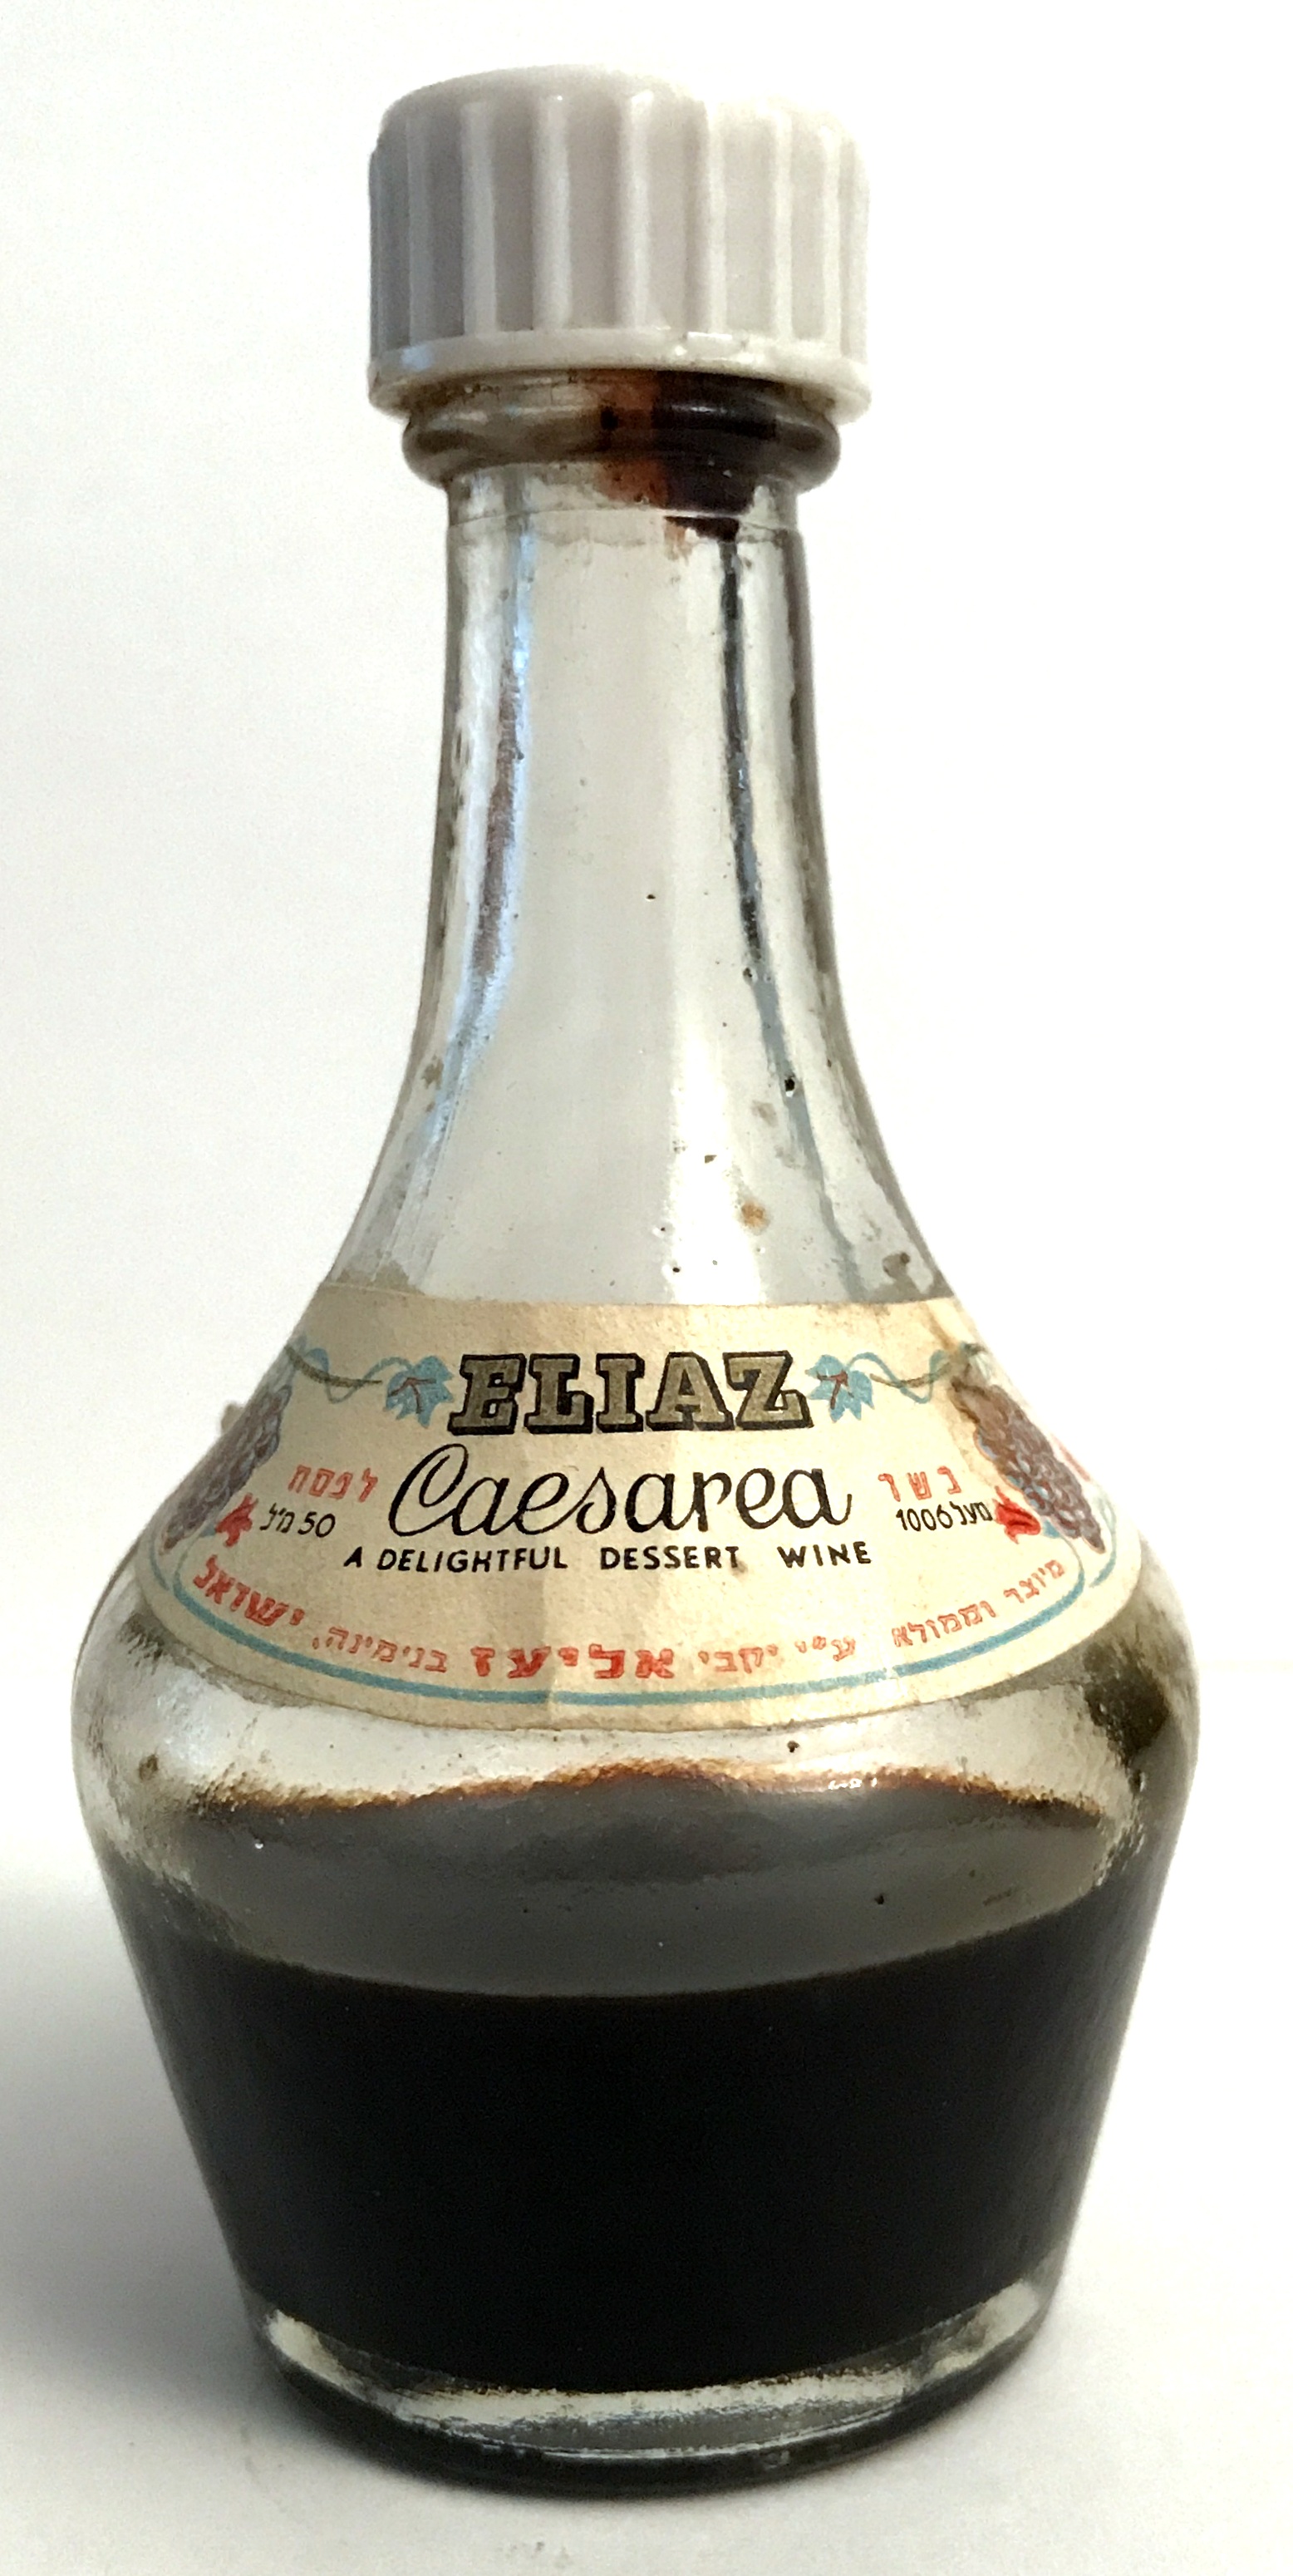 ELIAZ
Caesarea
כשר לפסח
מעל 1006 50 מ"ל
A DELIGHTFUL DESSERT WINE
מיוצר וממולא ע"י יקבי אליעז בנימינה, ישראל